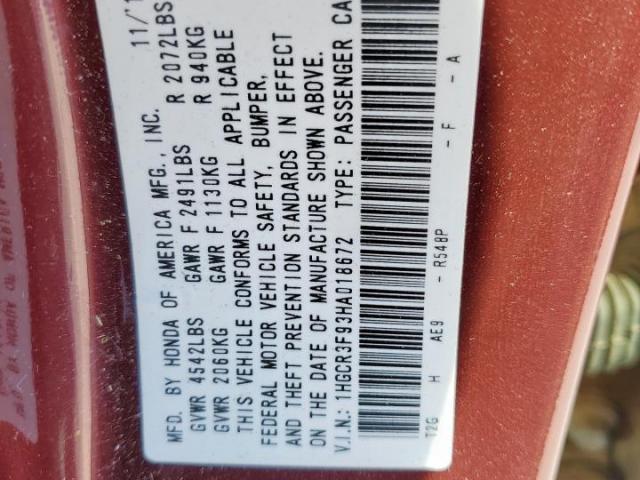 MFD. BY HONDA OF AMERICA MFG., INC. 11/'1
GVWR 4542LBS GAWR F 2491LBS R 2072LBS
GVWR 2060KG GAWR F 1130KG R 940KG
THIS VEHICLE CONFORMS TO ALL APPLICABLE
FEDERAL MOTOR VEHICLE SAFETY, BUMPER,
AND THEFT PREVENTION STANDARDS IN EFFECT
ON THE DATE OF MANUFACTURE SHOWN ABOVE.
V.I.N.: 1HGCR3F93HA018672 TYPE: PASSENGER CA
T2G H AE9 - R548P - F - A